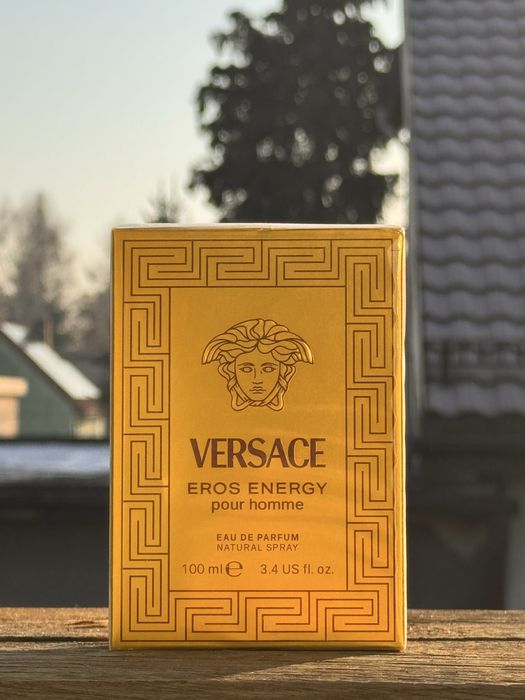 VERSACE
EROS ENERGY
pour homme
EAU DE PARFUM
NATURAL SPRAY
100 ml ℮ 3.4 US fl. oz.